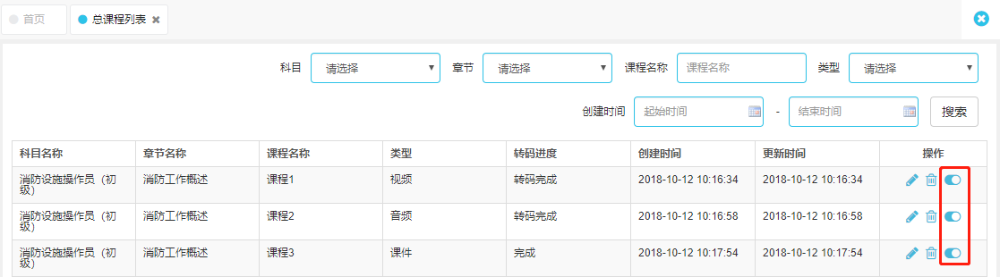 首页 总课程列表
科目 请选择 章节 请选择 课程名称 课程名称 类型 请选择
创建时间 起始时间 - 结束时间 搜索
科目名称 章节名称 课程名称 类型 转码进度 创建时间 更新时间 操作
消防设施操作员（初级） 消防工作概述 课程1 视频 转码完成 2018-10-12 10:16:34 2018-10-12 10:16:34
消防设施操作员（初级） 消防工作概述 课程2 音频 转码完成 2018-10-12 10:16:58 2018-10-12 10:16:58
消防设施操作员（初级） 消防工作概述 课程3 课件 完成 2018-10-12 10:17:54 2018-10-12 10:17:54